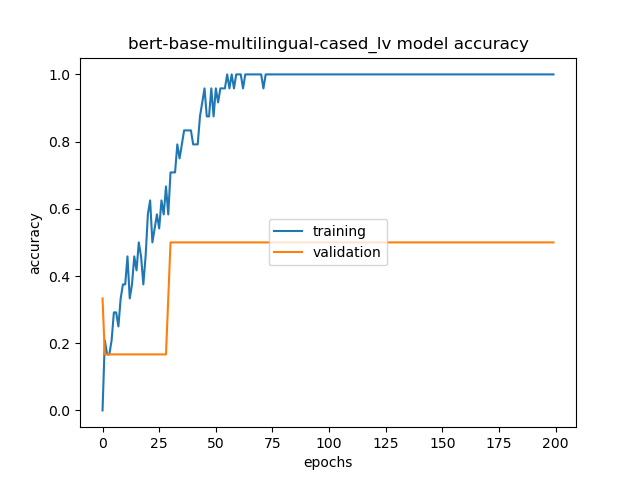 bert-base-multilingual-cased_lv model accuracy
1.0
0.8
0.6
0.4
0.2
0.0
accuracy
training
validation
0 25 50 75 100 125 150 175 200
epochs